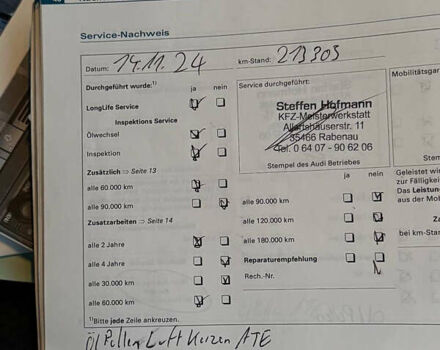 Service-Nachweis
Datum: 14.11.24 km-Stand: 213303
Durchgeführt wurde:¹⁾ ja nein
LongLife Service
Inspektions Service
Ölwechsel
Inspektion
Zusätzlich ⇨ Seite 13
alle 60.000 km
alle 90.000 km
Zusatzarbeiten ⇨ Seite 14
alle 2 Jahre
alle 4 Jahre
alle 30.000 km
alle 60.000 km
¹⁾Bitte jede Zeile ankreuzen.
Service durchgeführt:
Steffen Hofmann
KFZ-Meisterwerkstatt
Allertshäuserstr. 11
35466 Rabenau
Tel. 0 64 07 - 90 62 06
Stempel des Audi Betriebes
ja nein
alle 90.000 km
alle 120.000 km
alle 180.000 km
Reparaturempfehlung
Rech.-Nr.
Mobilitätsgar
Geleistet wi
zur Fälligkei
Das Leistun
aus der Mob
bei km-Stan
Öl Pollen Luft Kerzen ATE